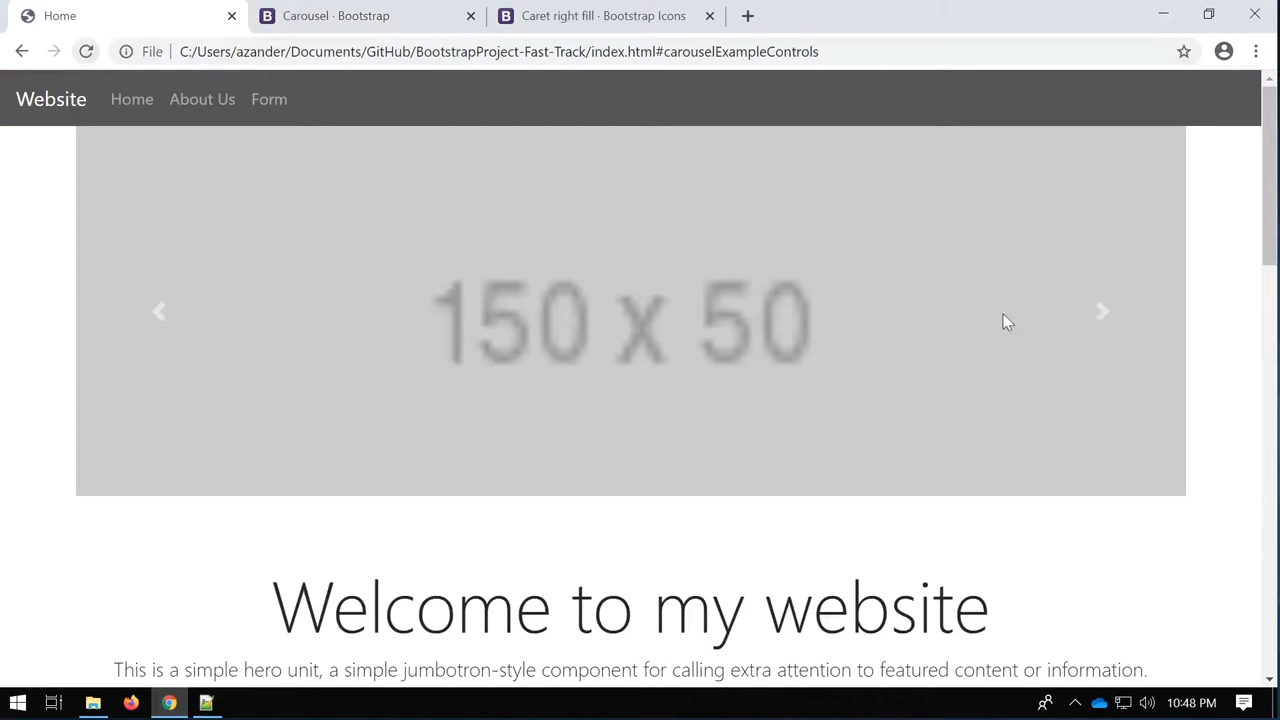 Home
Carousel · Bootstrap
Caret right fill · Bootstrap Icons
File
C:/Users/azander/Documents/GitHub/BootstrapProject-Fast-Track/index.html#carouselExampleControls
Website
Home
About Us
Form
150 x 50
Welcome to my website
This is a simple hero unit, a simple jumbotron-style component for calling extra attention to featured content or information.
10:48 PM